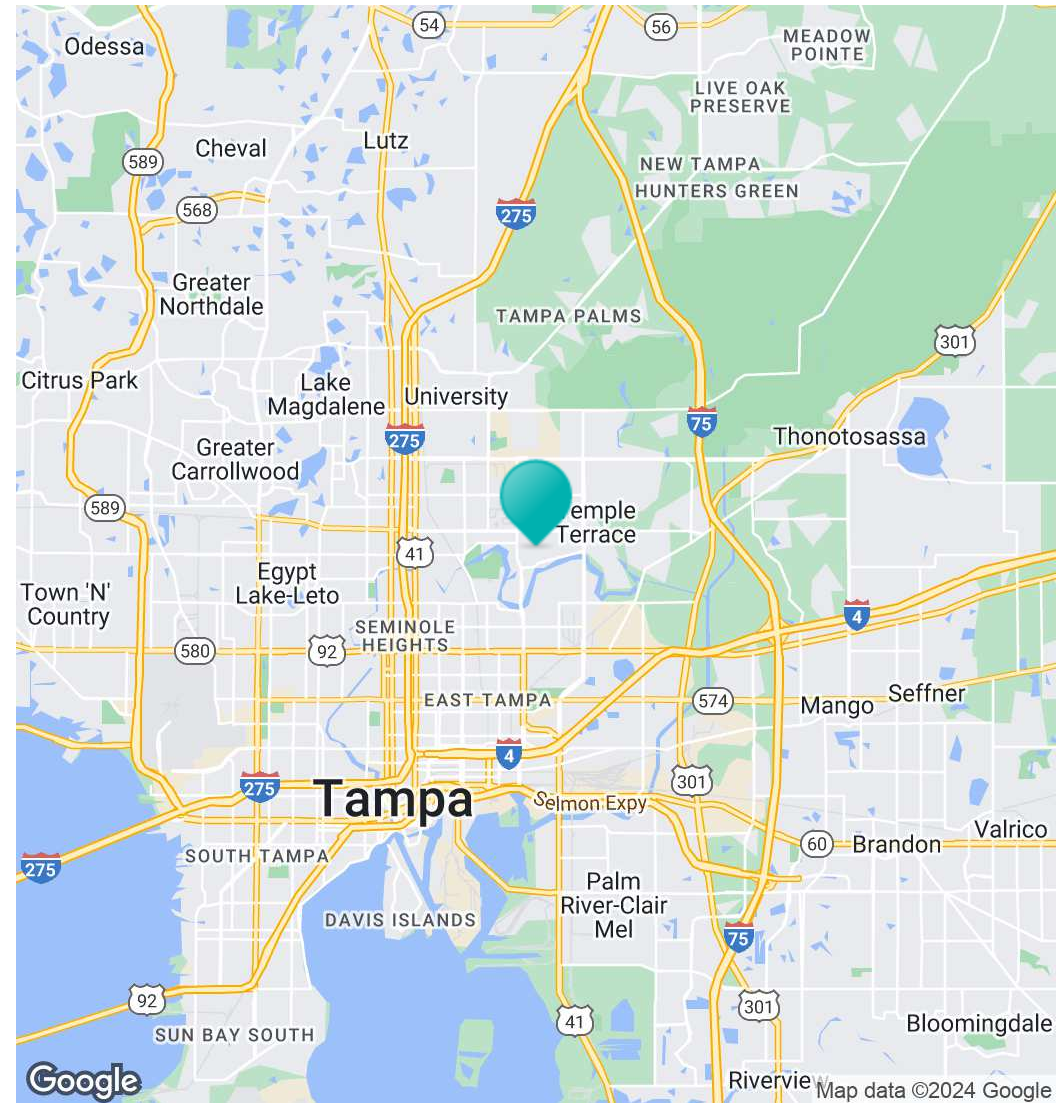 54
56
Odessa
MEADOW
POINTE
LIVE OAK
PRESERVE
Cheval
Lutz
589
NEW TAMPA
HUNTERS GREEN
568
275
Greater
Northdale
TAMPA PALMS
301
Citrus Park
Lake
Magdalene
University
275
75
Thonotosassa
Greater
Carrollwood
589
emple
Terrace
41
Egypt
Lake-Leto
Town 'N'
Country
4
SEMINOLE
HEIGHTS
580
92
EAST TAMPA
574
Seffner
Mango
4
301
275
Tampa
Selmon Expy
Valrico
60
Brandon
275
SOUTH TAMPA
Palm
River-Clair
Mel
DAVIS ISLANDS
75
92
301
41
SUN BAY SOUTH
Bloomingdale
Google
Riverview
Map data ©2024 Google